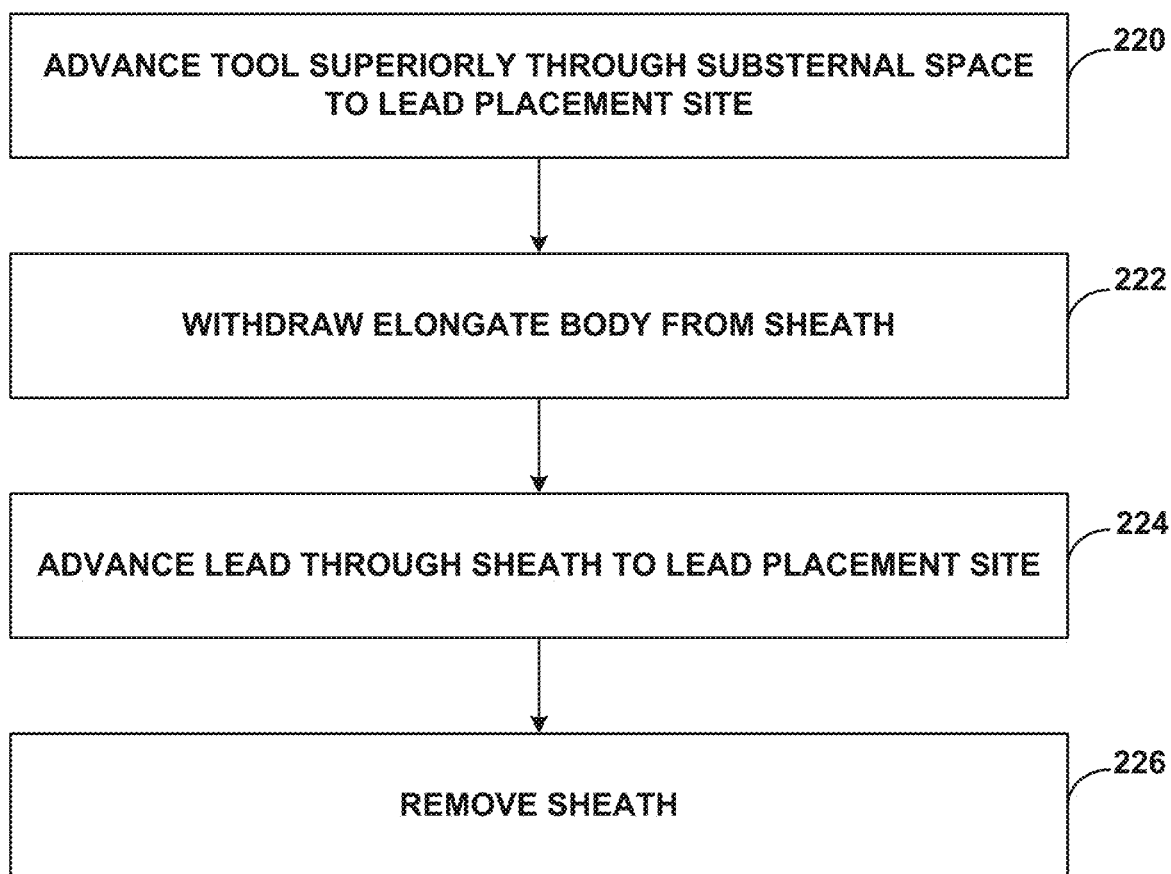 ADVANCE TOOL SUPERIORLY THROUGH SUBSTERNAL SPACE
TO LEAD PLACEMENT SITE
220
WITHDRAW ELONGATE BODY FROM SHEATH
222
ADVANCE LEAD THROUGH SHEATH TO LEAD PLACEMENT SITE
224
REMOVE SHEATH
226